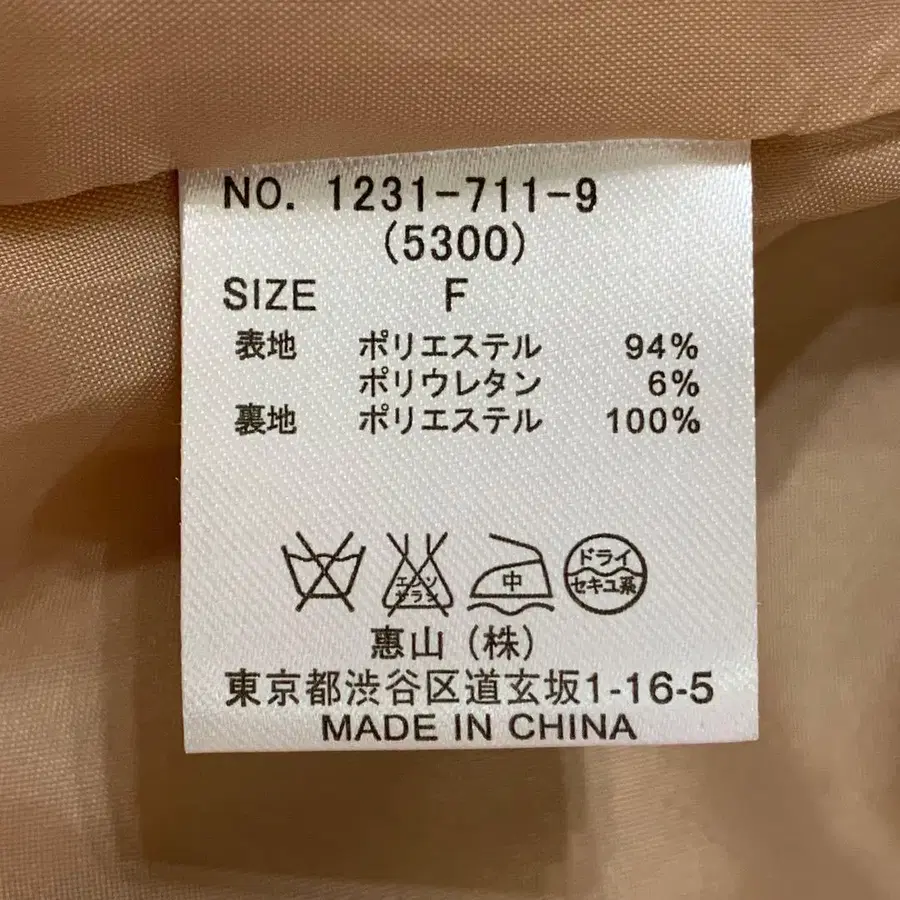 NO. 1231-711-9
(5300)
SIZE F
表地 ポリエステル 94%
ポリウレタン 6%
裏地 ポリエステル 100%
エンソ
サラシ
中
ドライ
セキユ系
惠山(株)
東京都渋谷区道玄坂1-16-5
MADE IN CHINA